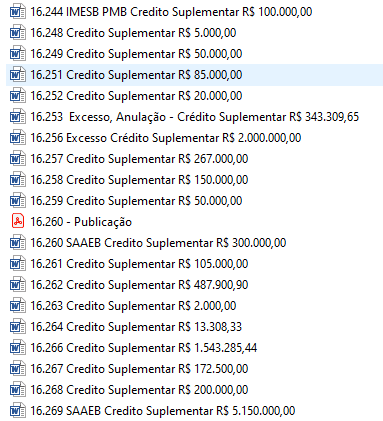 16.244 IMESB PMB Credito Suplementar R$ 100.000,00
16.248 Credito Suplementar R$ 5.000,00
16.249 Credito Suplementar R$ 50.000,00
16.251 Credito Suplementar R$ 85.000,00
16.252 Credito Suplementar R$ 20.000,00
16.253  Excesso, Anulação - Crédito Suplementar R$ 343.309,65
16.256 Excesso Crédito Suplementar R$ 2.000.000,00
16.257 Credito Suplementar R$ 267.000,00
16.258 Credito Suplementar R$ 150.000,00
16.259 Credito Suplementar R$ 50.000,00
16.260 - Publicação
16.260 SAAEB Credito Suplementar R$ 300.000,00
16.261 Credito Suplementar R$ 105.000,00
16.262 Credito Suplementar R$ 487.900,90
16.263 Credito Suplementar R$ 2.000,00
16.264 Credito Suplementar R$ 13.308,33
16.266 Credito Suplementar R$ 1.543.285,44
16.267 Credito Suplementar R$ 172.500,00
16.268 Credito Suplementar R$ 200.000,00
16.269 SAAEB Credito Suplementar R$ 5.150.000,00